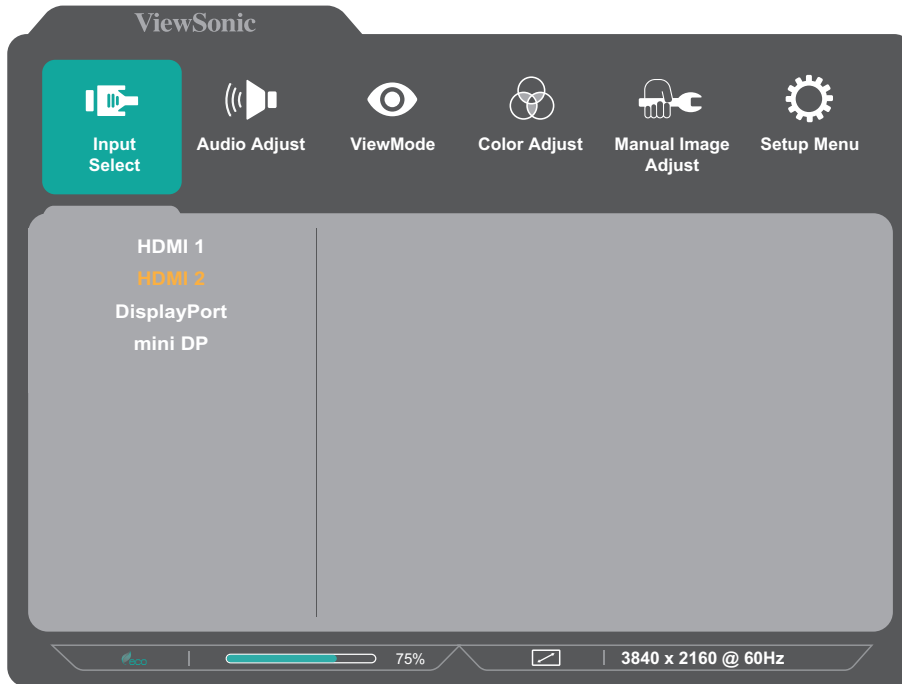 ViewSonic
Input
Select
Audio Adjust
ViewMode
Color Adjust
Manual Image
Adjust
Setup Menu
HDMI 1
HDMI 2
DisplayPort
mini DP
eco
75%
3840 x 2160 @ 60Hz